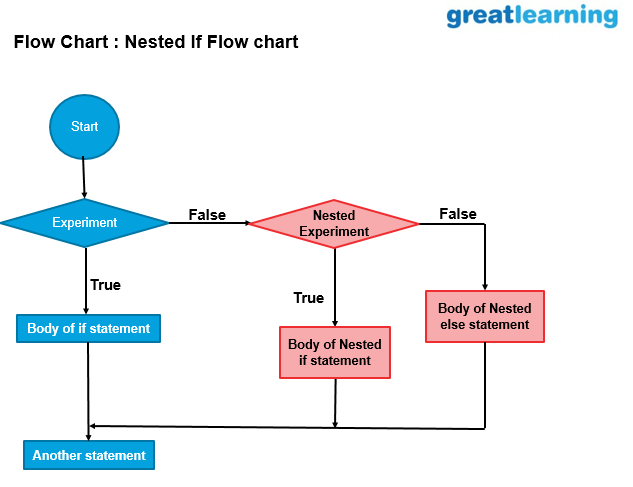 greatlearning
Flow Chart : Nested If Flow chart
Start
Experiment
False
Nested
Experiment
False
True
True
Body of if statement
Body of Nested
if statement
Body of Nested
else statement
Another statement